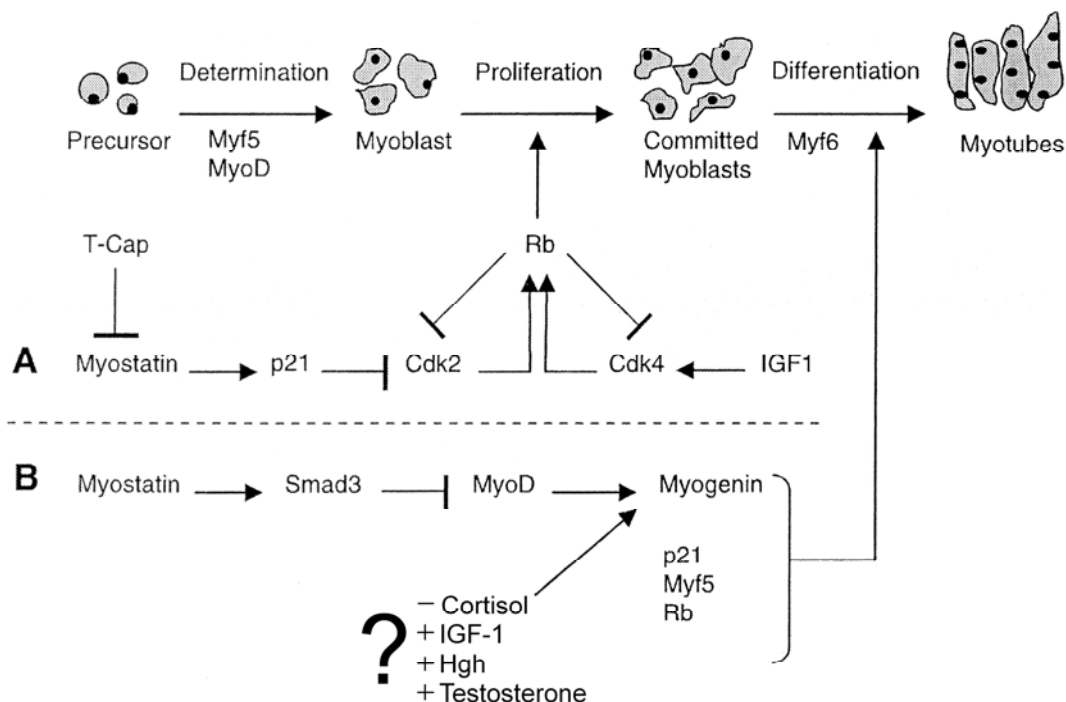 Determination
Proliferation
Differentiation
Precursor
Myf5
MyoD
Myoblast
Committed
Myoblasts
Myf6
Myotubes
T-Cap
Rb
A
Myostatin
p21
Cdk2
Cdk4
IGF1
B
Myostatin
Smad3
MyoD
Myogenin
p21
Myf5
Rb
?
− Cortisol
+ IGF-1
+ Hgh
+ Testosterone